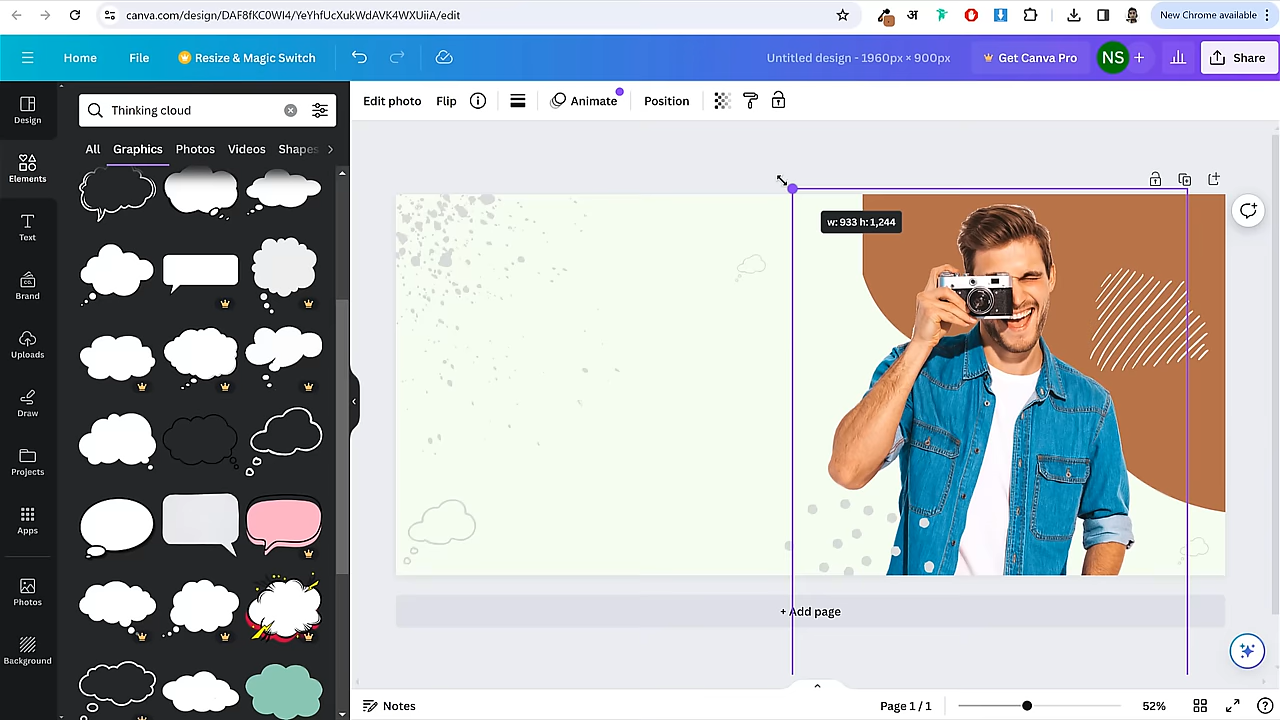 canva.com/design/DAF8fKC0WI4/YeYhfUcXukWdAVK4WXUiiA/edit
अ
New Chrome available
Home
File
Resize & Magic Switch
Untitled design - 1960px × 900px
Get Canva Pro
NS
+
Share
Design
Elements
Text
Brand
Uploads
Draw
Projects
Apps
Photos
Background
Thinking cloud
All
Graphics
Photos
Videos
Shapes
Edit photo
Flip
Animate
Position
w: 933 h: 1,244
+ Add page
Notes
Page 1 / 1
52%